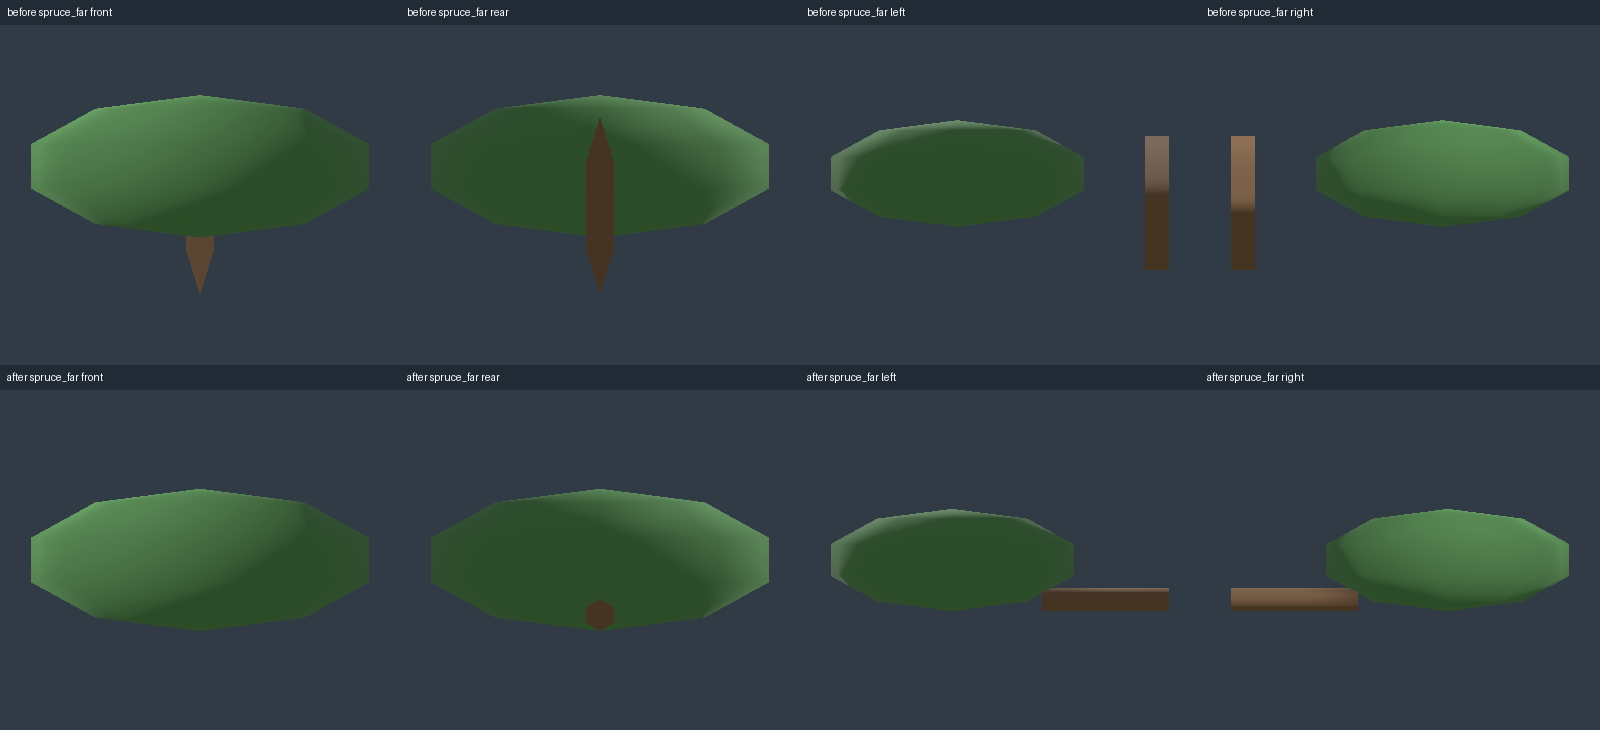 before spruce_far front
before spruce_far rear
before spruce_far left
before spruce_far right
after spruce_far front
after spruce_far rear
after spruce_far left
after spruce_far right